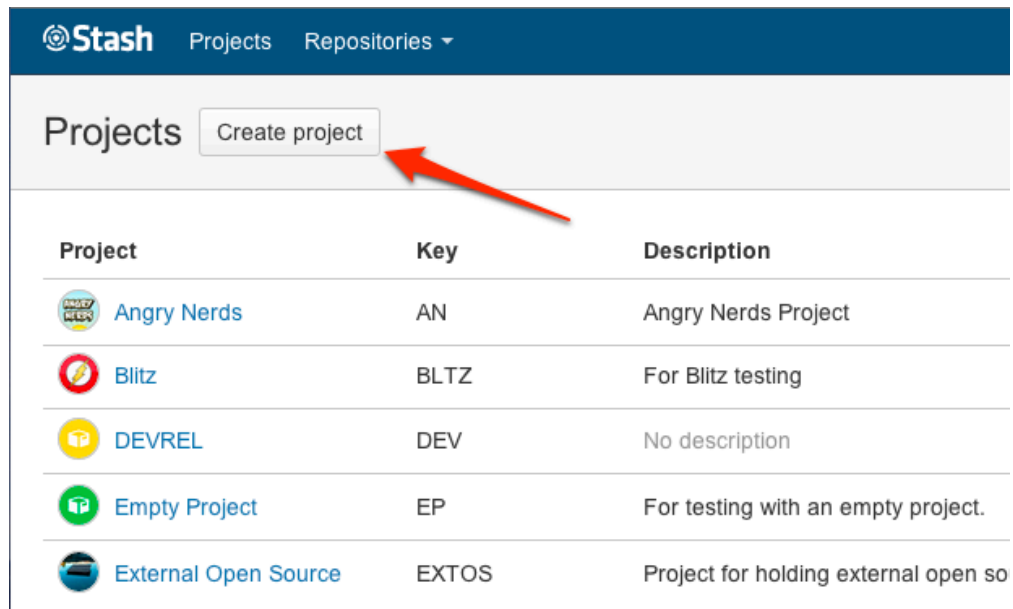 Stash Projects Repositories
Projects Create project
Project Key Description
Angry Nerds AN Angry Nerds Project
Blitz BLTZ For Blitz testing
DEVREL DEV No description
Empty Project EP For testing with an empty project.
External Open Source EXTOS Project for holding external open